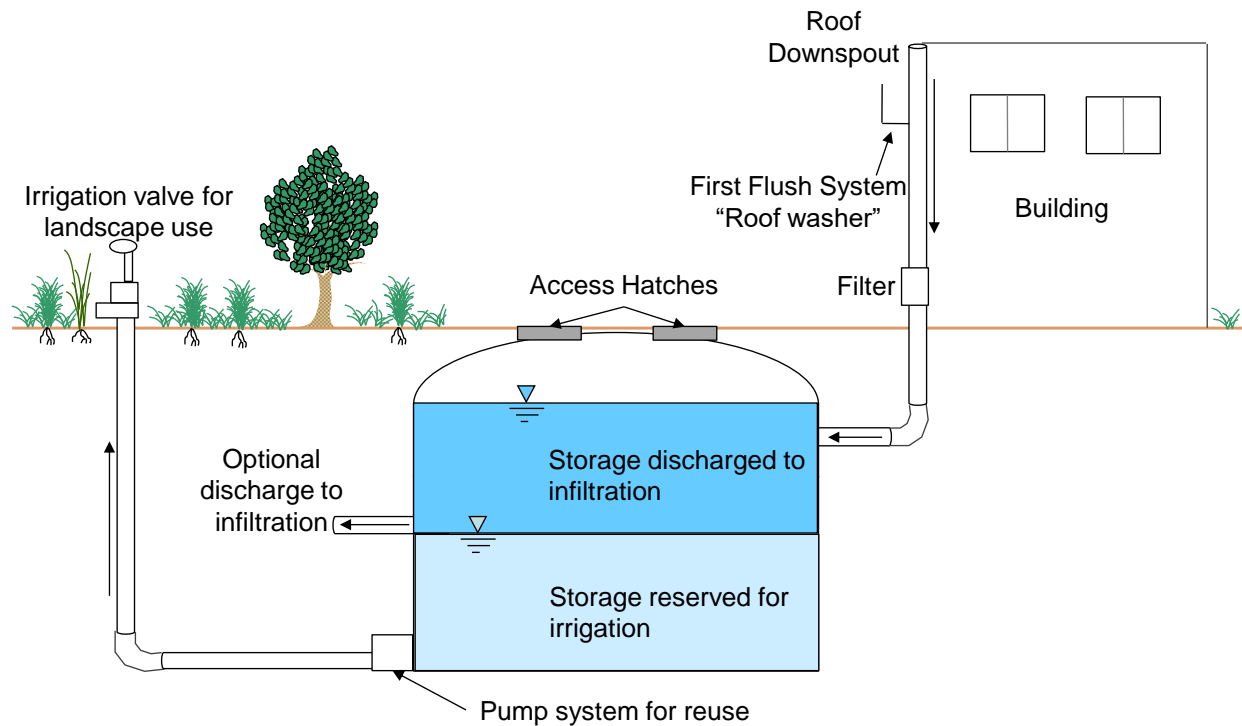 Roof
Downspout
First Flush System
“Roof washer”
Building
Irrigation valve for
landscape use
Access Hatches
Filter
Optional
discharge to
infiltration
Storage discharged to
infiltration
Storage reserved for
irrigation
Pump system for reuse